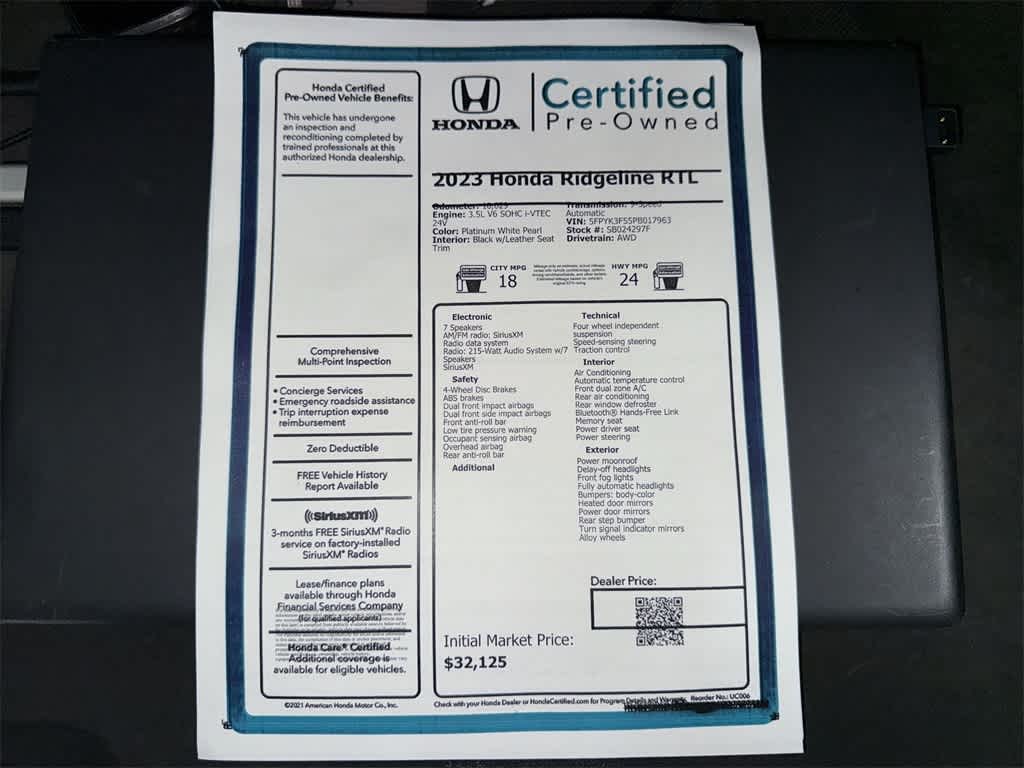 Honda Certified
Pre-Owned Vehicle Benefits:
This vehicle has undergone
an inspection and
reconditioning completed by
trained professionals at this
authorized Honda dealership.
Comprehensive
Multi-Point Inspection
• Concierge Services
• Emergency roadside assistance
• Trip interruption expense
reimbursement
Zero Deductible
FREE Vehicle History
Report Available
((SiriusXM))
3-months FREE SiriusXM® Radio
service on factory-installed
SiriusXM® Radios
Lease/finance plans
available through Honda
Financial Services Company
(for qualified applicants)
Honda Care® Certified
Additional coverage is
available for eligible vehicles.
©2021 American Honda Motor Co., Inc.
HONDA
Certified
Pre-Owned
2023 Honda Ridgeline RTL
Odometer:
Engine: 3.5L V6 SOHC i-VTEC
24V
Color: Platinum White Pearl
Interior: Black w/Leather Seat
Trim
Transmission: 9-Speed
Automatic
VIN: 5FPYK3F55PB017963
Stock #: SB024297F
Drivetrain: AWD
CITY MPG
18
HWY MPG
24
Electronic
7 Speakers
AM/FM radio: SiriusXM
Radio data system
Radio: 215-Watt Audio System w/7
Speakers
SiriusXM
Safety
4-Wheel Disc Brakes
ABS brakes
Dual front impact airbags
Dual front side impact airbags
Front anti-roll bar
Low tire pressure warning
Occupant sensing airbag
Overhead airbag
Rear anti-roll bar
Additional
Technical
Four wheel independent
suspension
Speed-sensing steering
Traction control
Interior
Air Conditioning
Automatic temperature control
Front dual zone A/C
Rear air conditioning
Rear window defroster
Bluetooth® Hands-Free Link
Memory seat
Power driver seat
Power steering
Exterior
Power moonroof
Delay-off headlights
Front fog lights
Fully automatic headlights
Bumpers: body-color
Heated door mirrors
Power door mirrors
Rear step bumper
Turn signal indicator mirrors
Alloy wheels
Dealer Price:
Initial Market Price:
$32,125
Check with your Honda Dealer or HondaCertified.com for Program Details and Warranty. Reorder No.: UC006